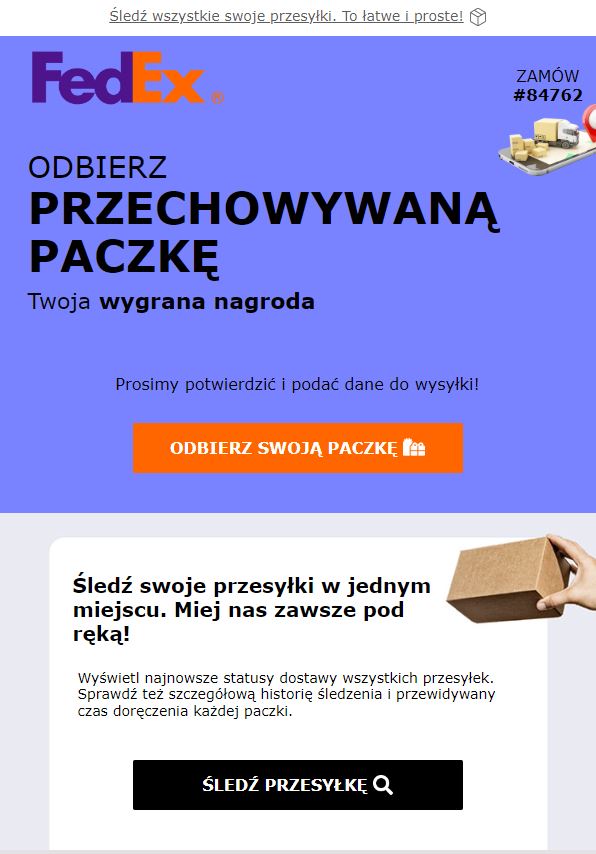 Śledź wszystkie swoje przesyłki. To łatwe i proste!
FedEx®
ZAMÓW
#84762
ODBIERZ
PRZECHOWYWANĄ
PACZKĘ
Twoja wygrana nagroda
Prosimy potwierdzić i podać dane do wysyłki!
ODBIERZ SWOJĄ PACZKĘ
Śledź swoje przesyłki w jednym
miejscu. Miej nas zawsze pod
ręką!
Wyświetl najnowsze statusy dostawy wszystkich przesyłek.
Sprawdź też szczegółową historię śledzenia i przewidywany
czas doręczenia każdej paczki.
ŚLEDŹ PRZESYŁKĘ